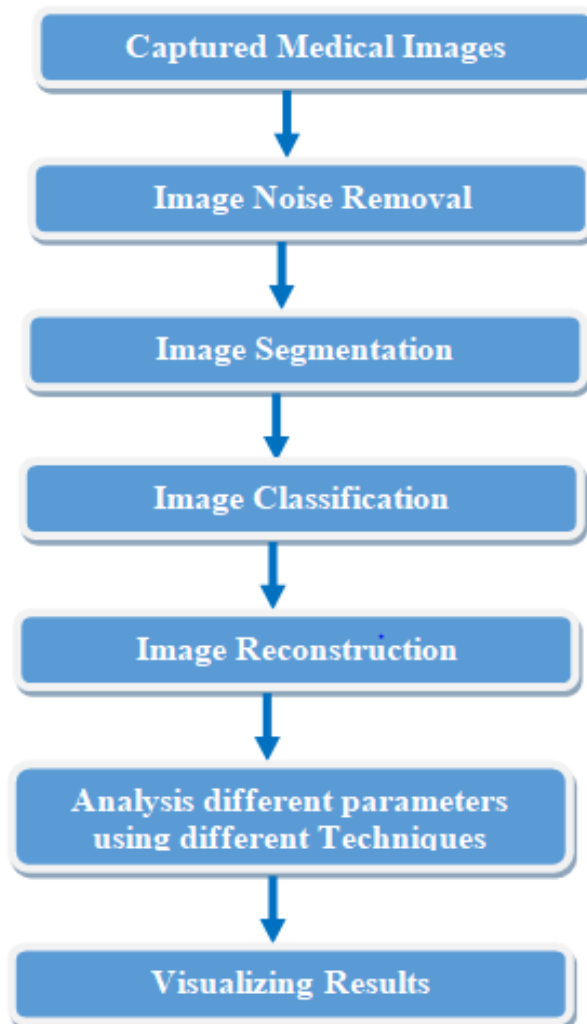 Captured Medical Images
Image Noise Removal
Image Segmentation
Image Classification
Image Reconstruction
Analysis different parameters
using different Techniques
Visualizing Results